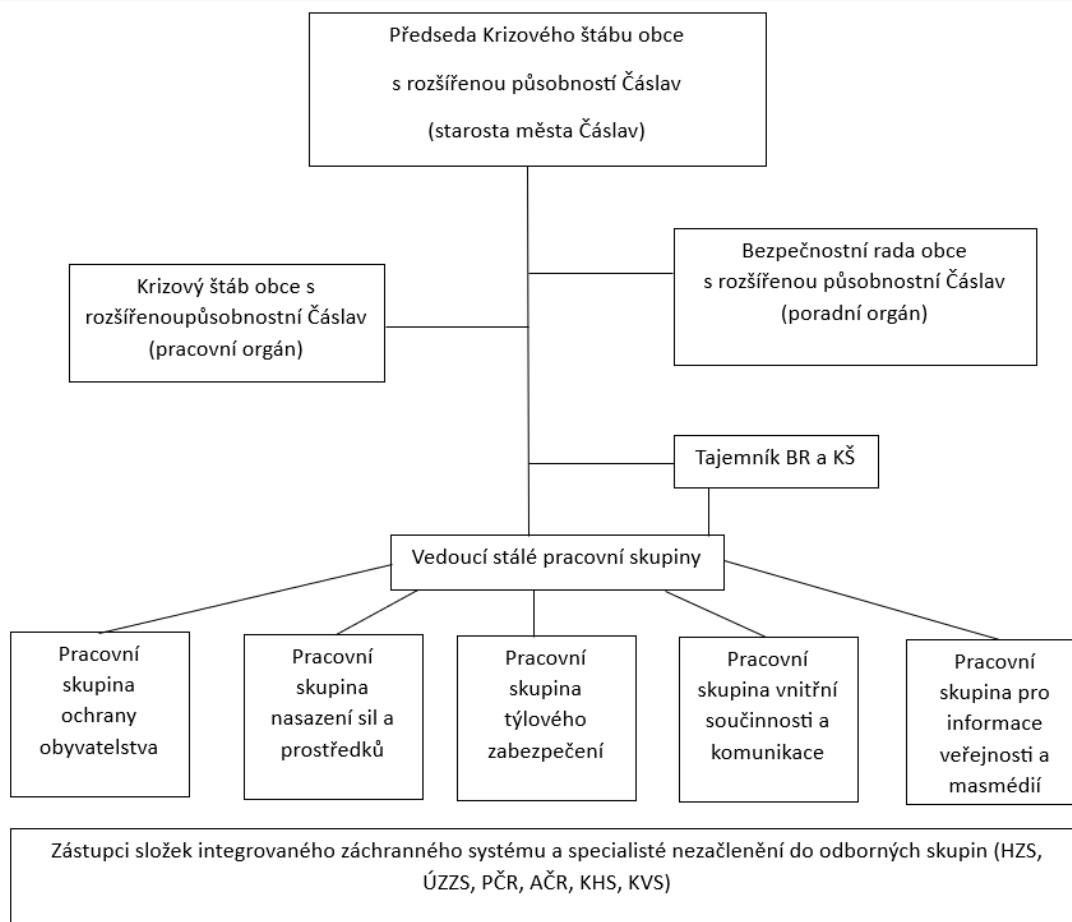 Předseda Krizového štábu obce
s rozšířenou působností Čáslav
(starosta města Čáslav)
Bezpečnostní rada obce
s rozšířenou působnostní Čáslav
(poradní orgán)
Krizový štáb obce s
rozšířenoupůsobnostní Čáslav
(pracovní orgán)
Tajemník BR a KŠ
Vedoucí stálé pracovní skupiny
Pracovní
skupina
ochrany
obyvatelstva
Pracovní
skupina
nasazení sil a
prostředků
Pracovní
skupina
týlového
zabezpečení
Pracovní
skupina vnitřní
součinnosti a
komunikace
Pracovní
skupina pro
informace
veřejnosti a
masmédií
Zástupci složek integrovaného záchranného systému a specialisté nezačlenění do odborných skupin (HZS,
ÚZZS, PČR, AČR, KHS, KVS)